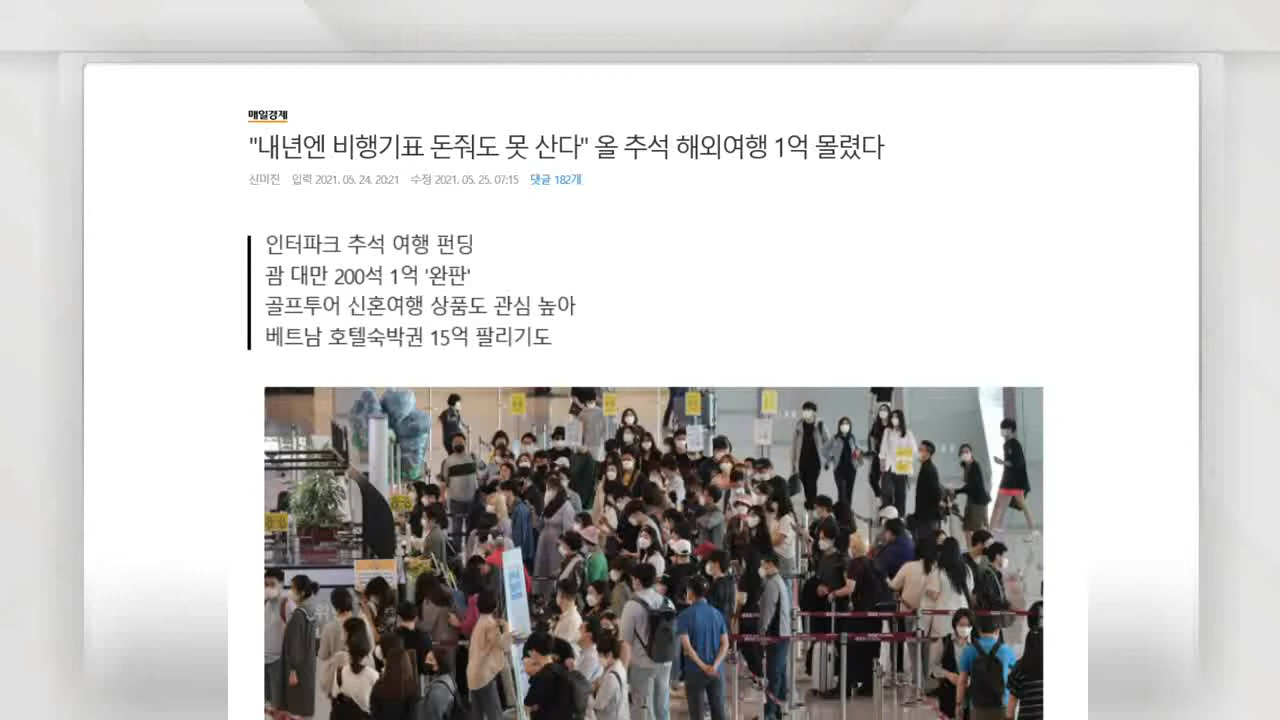 매일경제
"내년엔 비행기표 돈줘도 못 산다" 올 추석 해외여행 1억 몰렸다
신미진 입력 2021. 05. 24. 20:21 수정 2021. 05. 25. 07:15 댓글 182개
인터파크 추석 여행 펀딩
괌 대만 200석 1억 '완판'
골프투어 신혼여행 상품도 관심 높아
베트남 호텔숙박권 15억 팔리기도